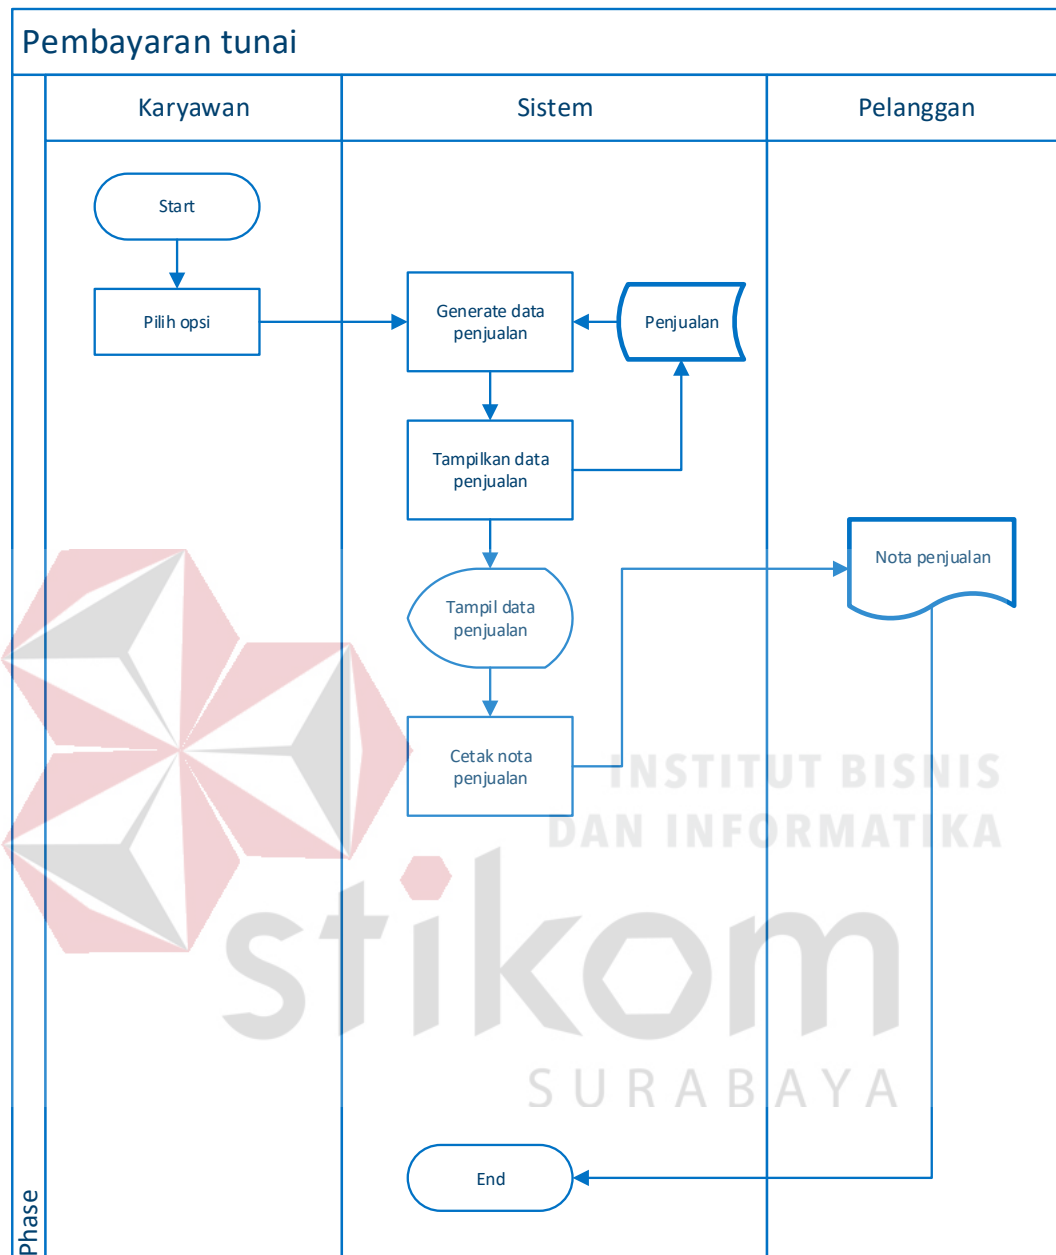 Pembayaran tunai
Karyawan
Sistem
Pelanggan
Start
Pilih opsi
Generate data
penjualan
Penjualan
Tampilkan data
penjualan
Nota penjualan
Tampil data
penjualan
Cetak nota
penjualan
INSTITUT BISNIS
DAN INFORMATIKA
stikom
SURABAYA
End
Phase